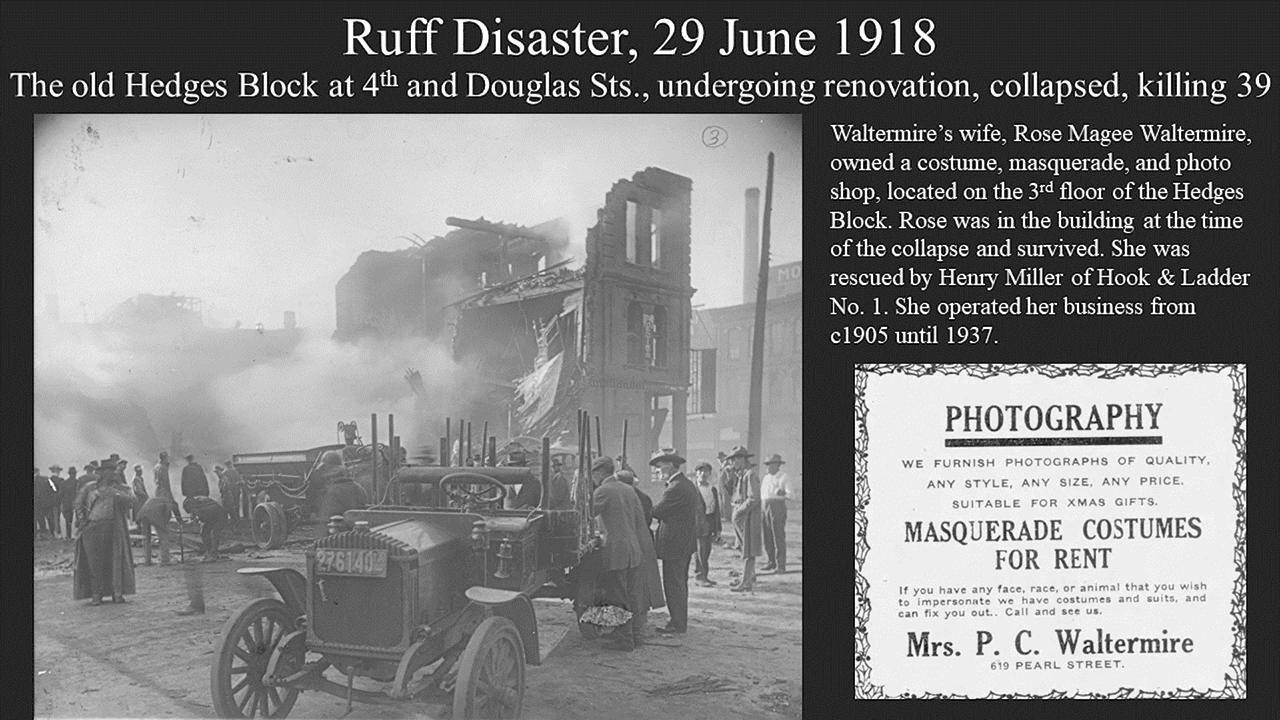 Ruff Disaster, 29 June 1918
The old Hedges Block at 4th and Douglas Sts., undergoing renovation, collapsed, killing 39
3
MO
276140
Waltermire’s wife, Rose Magee Waltermire,
owned a costume, masquerade, and photo
shop, located on the 3rd floor of the Hedges
Block. Rose was in the building at the time
of the collapse and survived. She was
rescued by Henry Miller of Hook & Ladder
No. 1. She operated her business from
c1905 until 1937.
PHOTOGRAPHY
WE FURNISH PHOTOGRAPHS OF QUALITY,
ANY STYLE, ANY SIZE, ANY PRICE.
SUITABLE FOR XMAS GIFTS.
MASQUERADE COSTUMES
FOR RENT
If you have any face, race, or animal that you wish
to impersonate we have costumes and suits, and
can fix you out.. Call and see us.
Mrs. P. C. Waltermire
619 PEARL STREET.